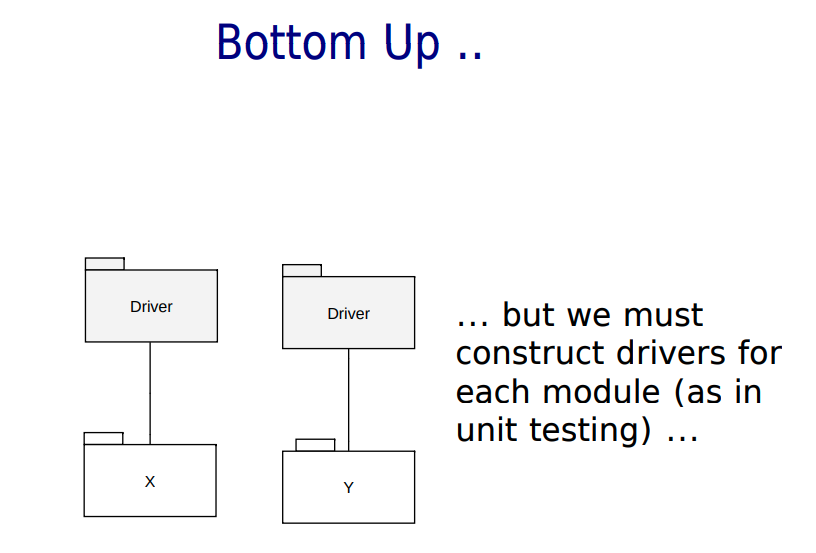 Bottom Up ..
Driver
Driver
... but we must
construct drivers for
each module (as in
unit testing) ...
X
Y